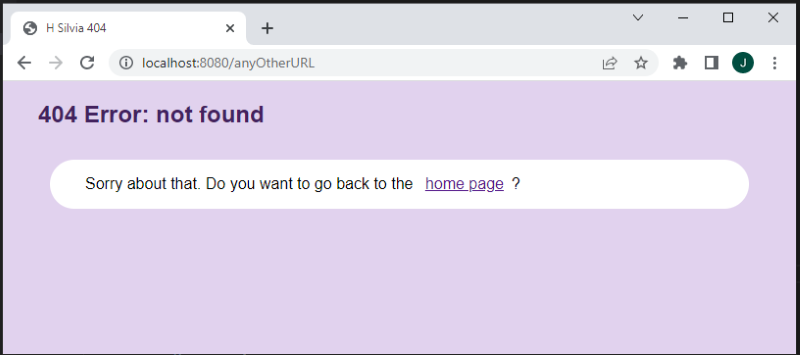 H Silvia 404
localhost:8080/anyOtherURL
J
404 Error: not found
Sorry about that. Do you want to go back to the home page ?